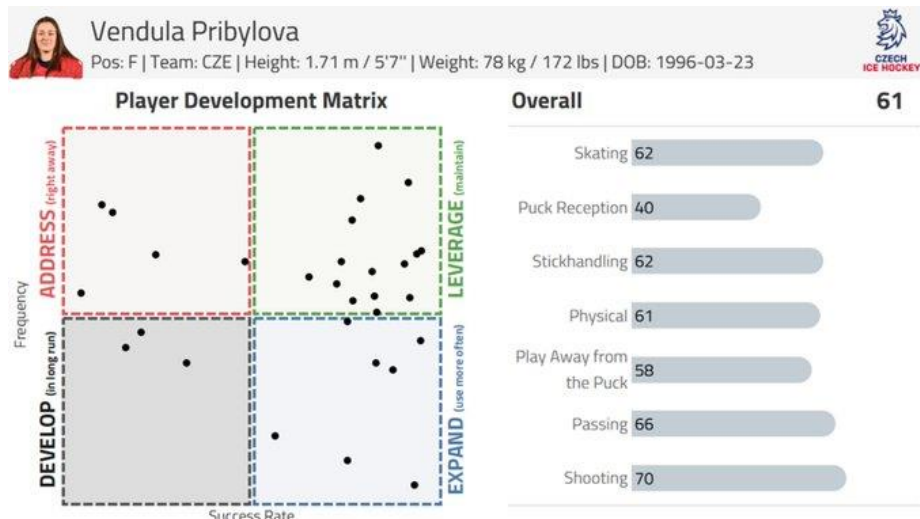 Vendula Pribylova
Pos: F | Team: CZE | Height: 1.71 m / 5'7'' | Weight: 78 kg / 172 lbs | DOB: 1996-03-23
CZECH
ICE HOCKEY
Player Development Matrix
ADDRESS (right away)
LEVERAGE (maintain)
Frequency
DEVELOP (in long run)
EXPAND (use more often)
Success Rate
Overall 61
Skating 62
Puck Reception 40
Stickhandling 62
Physical 61
Play Away from
the Puck 58
Passing 66
Shooting 70